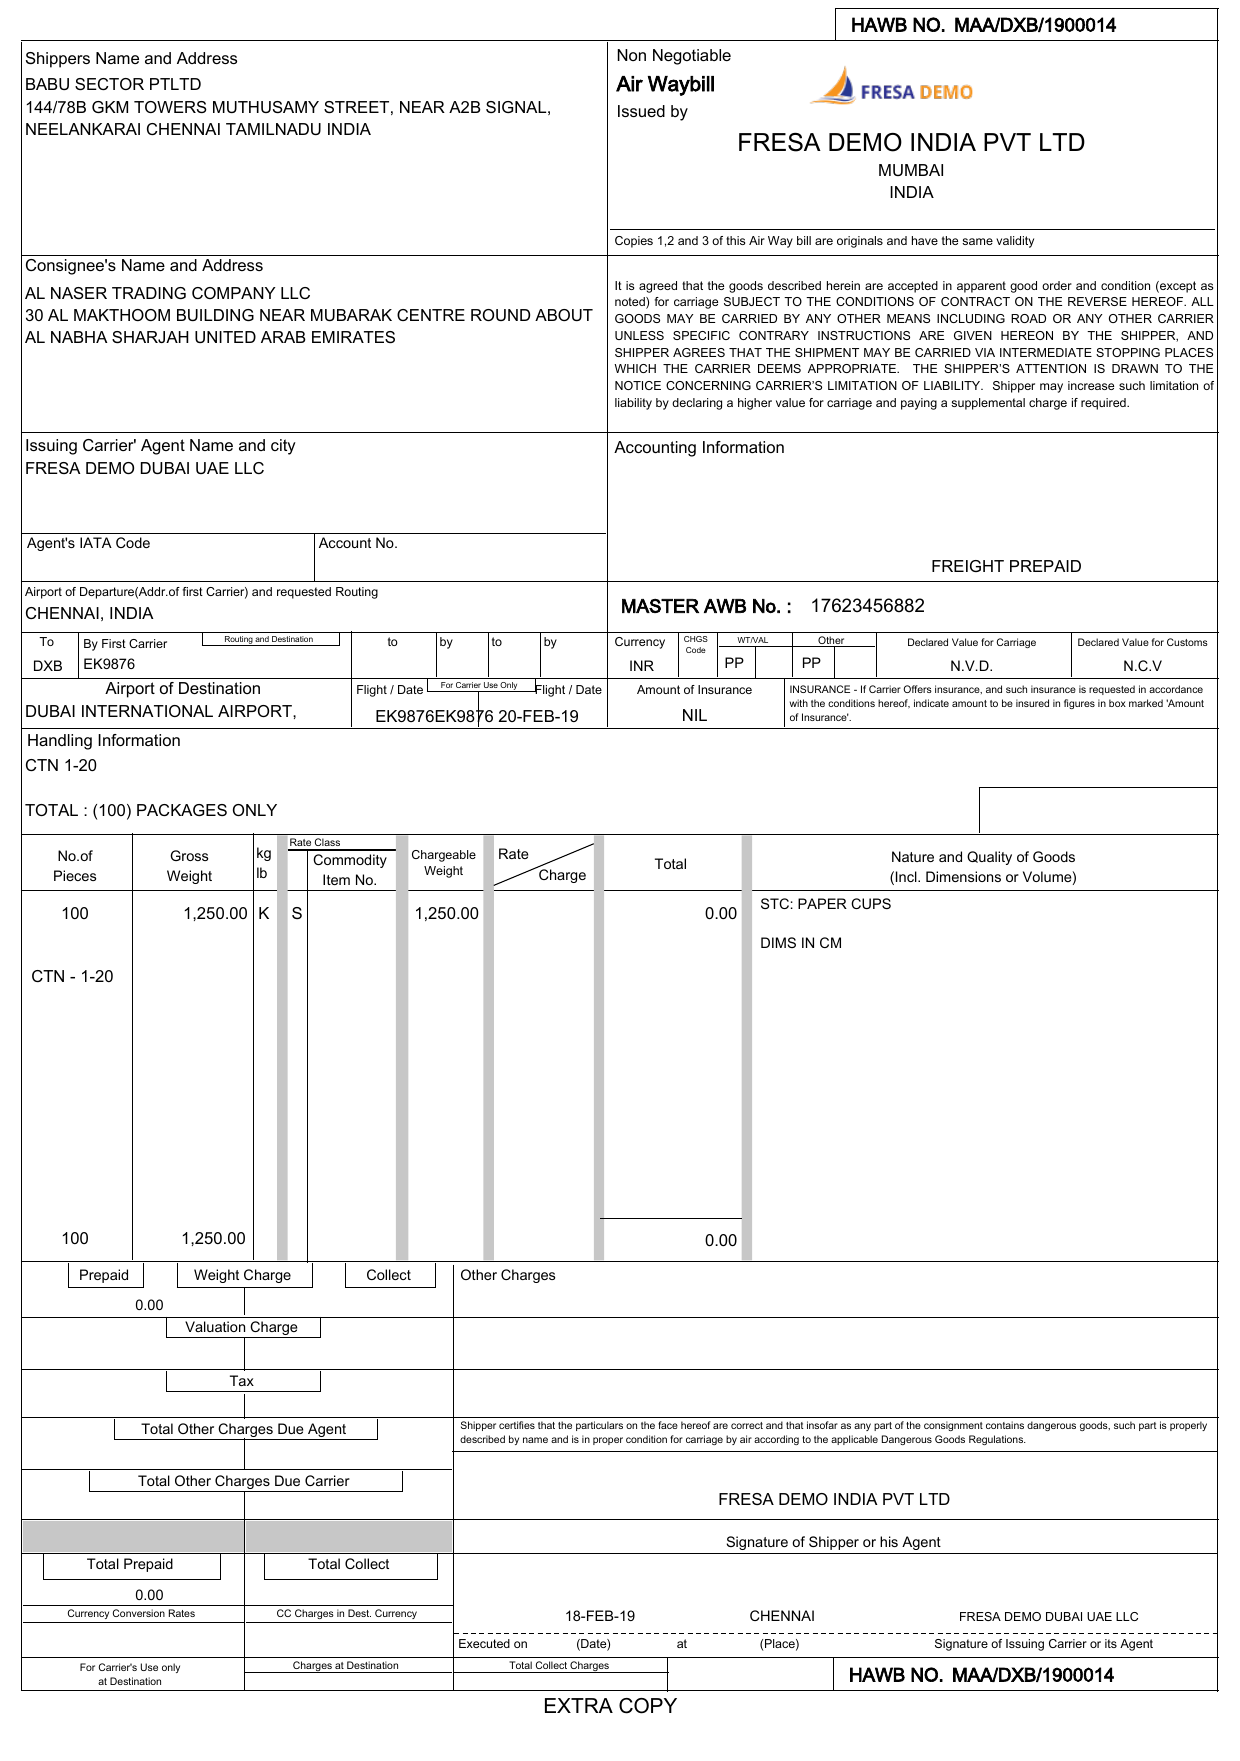 HAWB NO. MAA/DXB/1900014
Shippers Name and Address
BABU SECTOR PTLTD
144/78B GKM TOWERS MUTHUSAMY STREET, NEAR A2B SIGNAL,
NEELANKARAI CHENNAI TAMILNADU INDIA
Non Negotiable
Air Waybill
FRESA DEMO
Issued by
FRESA DEMO INDIA PVT LTD
MUMBAI
INDIA
Copies 1,2 and 3 of this Air Way bill are originals and have the same validity
Consignee's Name and Address
AL NASER TRADING COMPANY LLC
30 AL MAKTHOOM BUILDING NEAR MUBARAK CENTRE ROUND ABOUT
AL NABHA SHARJAH UNITED ARAB EMIRATES
It is agreed that the goods described herein are accepted in apparent good order and condition (except as
noted) for carriage SUBJECT TO THE CONDITIONS OF CONTRACT ON THE REVERSE HEREOF. ALL
GOODS MAY BE CARRIED BY ANY OTHER MEANS INCLUDING ROAD OR ANY OTHER CARRIER
UNLESS SPECIFIC CONTRARY INSTRUCTIONS ARE GIVEN HEREON BY THE SHIPPER, AND
SHIPPER AGREES THAT THE SHIPMENT MAY BE CARRIED VIA INTERMEDIATE STOPPING PLACES
WHICH THE CARRIER DEEMS APPROPRIATE. THE SHIPPER'S ATTENTION IS DRAWN TO THE
NOTICE CONCERNING CARRIER'S LIMITATION OF LIABILITY. Shipper may increase such limitation of
liability by declaring a higher value for carriage and paying a supplemental charge if required.
Issuing Carrier' Agent Name and city
FRESA DEMO DUBAI UAE LLC
Accounting Information
Agent's IATA Code
Account No.
FREIGHT PREPAID
Airport of Departure(Addr.of first Carrier) and requested Routing
CHENNAI, INDIA
MASTER AWB No. : 17623456882
To
DXB
By First Carrier
Routing and Destination
EK9876
to
by
to
by
Currency
INR
CHGS
Code
WT/VAL
PP
Other
PP
Declared Value for Carriage
N.V.D.
Declared Value for Customs
N.C.V
Airport of Destination
DUBAI INTERNATIONAL AIRPORT,
Flight / Date
For Carrier Use Only
Flight / Date
EK9876EK9876 20-FEB-19
Amount of Insurance
NIL
INSURANCE - If Carrier Offers insurance, and such insurance is requested in accordance
with the conditions hereof, indicate amount to be insured in figures in box marked 'Amount
of Insurance'.
Handling Information
CTN 1-20
TOTAL : (100) PACKAGES ONLY
No.of
Pieces
Gross
Weight
kg
lb
Rate Class
Commodity
Item No.
Chargeable
Weight
Rate
Charge
Total
Nature and Quality of Goods
(Incl. Dimensions or Volume)
100 1,250.00 K S 1,250.00 0.00 STC: PAPER CUPS
DIMS IN CM
CTN - 1-20
100 1,250.00 0.00
Prepaid
Weight Charge
Collect
Other Charges
0.00
Valuation Charge
Tax
Total Other Charges Due Agent
Shipper certifies that the particulars on the face hereof are correct and that insofar as any part of the consignment contains dangerous goods, such part is properly
described by name and is in proper condition for carriage by air according to the applicable Dangerous Goods Regulations.
Total Other Charges Due Carrier
FRESA DEMO INDIA PVT LTD
Signature of Shipper or his Agent
Total Prepaid
Total Collect
0.00
Currency Conversion Rates
CC Charges in Dest. Currency
18-FEB-19 CHENNAI FRESA DEMO DUBAI UAE LLC
Executed on (Date) at (Place) Signature of Issuing Carrier or its Agent
For Carrier's Use only
at Destination
Charges at Destination
Total Collect Charges
HAWB NO. MAA/DXB/1900014
EXTRA COPY